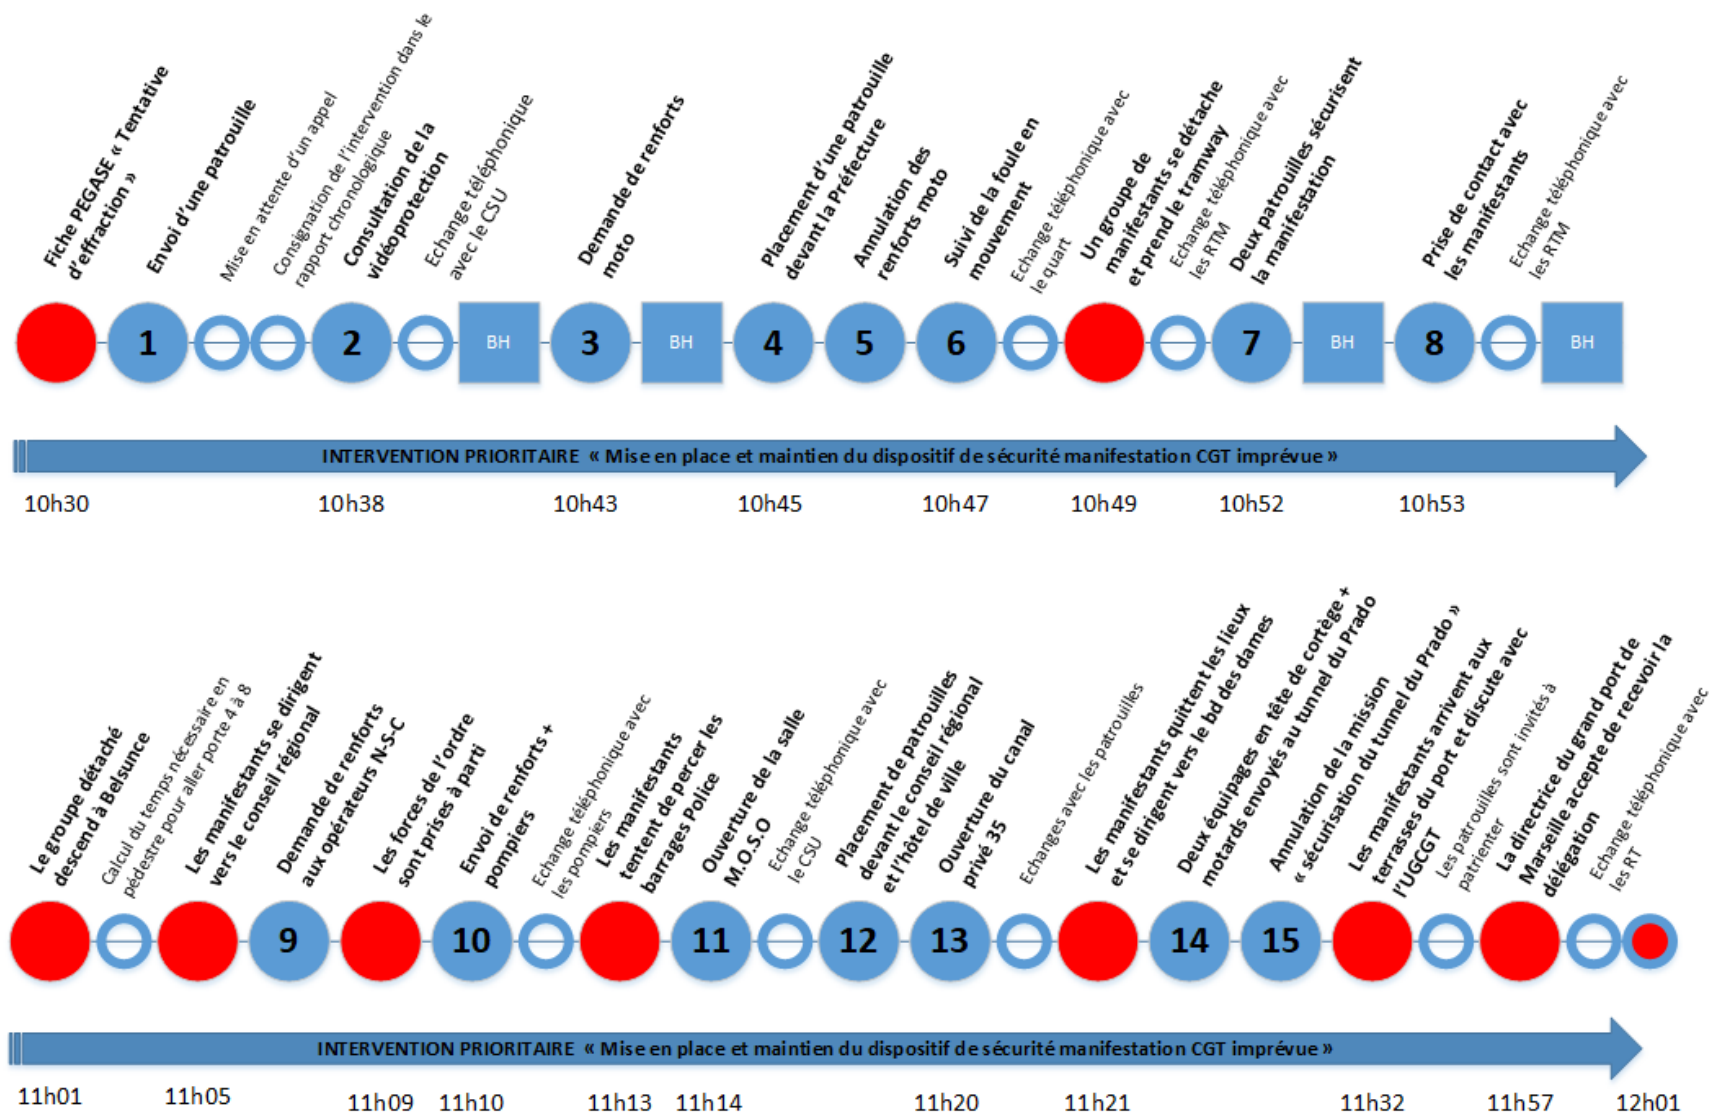 Fiche PEGASE « Tentative
d'effraction »
Envoi d'une patrouille
Mise en attente d'un appel
Consignation de l'intervention dans le
rapport chronologique
Consultation de la
vidéoprotection
Echange téléphonique
avec le CSU
Demande de renforts
moto
Placement d'une patrouille
devant la Préfecture
Annulation des
renforts moto
Suivi de la foule en
mouvement
Echange téléphonique avec
le quart
Un groupe de
manifestants se détache
et prend le tramway
Echange téléphonique avec
les RTM
Deux patrouilles sécurisent
la manifestation
Prise de contact avec
les manifestants
Echange téléphonique avec
les RTM
1
2
BH
3
BH
4
5
6
7
BH
8
BH
INTERVENTION PRIORITAIRE « Mise en place et maintien du dispositif de sécurité manifestation CGT imprévue »
10h30
10h38
10h43
10h45
10h47
10h49
10h52
10h53
Le groupe détaché
descend à Belsunce
Calcul du temps nécessaire en
pédestre pour aller porte 4 à 8
Les manifestants se dirigent
vers le conseil régional
Demande de renforts
aux opérateurs N-S-C
Les forces de l'ordre
sont prises à parti
Envoi de renforts +
pompiers
Echange téléphonique avec
les pompiers
Les manifestants
tentent de percer les
barrages Police
Ouverture de la salle
M.O.S.O
Echange téléphonique avec
le CSU
Placement de patrouilles
devant le conseil régional
et l'hôtel de ville
Ouverture du canal
privé 35
Echanges avec les patrouilles
Les manifestants quittent les lieux
et se dirigent vers le bd des dames
Deux équipages en tête de cortège +
motards envoyés au tunnel du Prado
Annulation de la mission
« sécurisation du tunnel du Prado »
Les manifestants arrivent aux
terrasses du port et discute avec
l'UGCGT
Les patrouilles sont invités à
patrienter
La directrice du grand port de
Marseille accepte de recevoir la
délégation
Echange téléphonique avec
les RT
9
10
11
12
13
14
15
INTERVENTION PRIORITAIRE « Mise en place et maintien du dispositif de sécurité manifestation CGT imprévue »
11h01
11h05
11h09
11h10
11h13
11h14
11h20
11h21
11h32
11h57
12h01